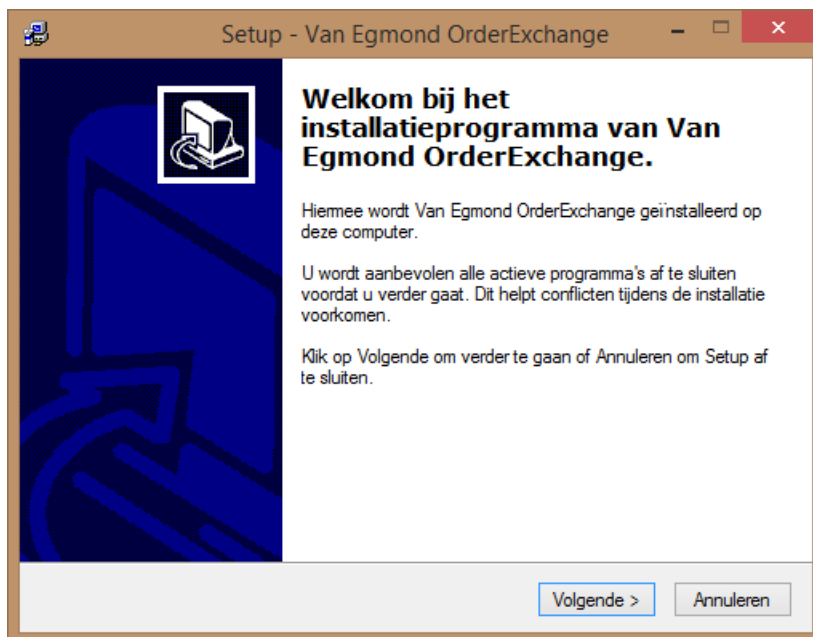 Setup - Van Egmond OrderExchange
Welkom bij het
installatieprogramma van Van
Egmond OrderExchange.
Hiermee wordt Van Egmond OrderExchange geïnstalleerd op
deze computer.
U wordt aanbevolen alle actieve programma's af te sluiten
voordat u verder gaat. Dit helpt conflicten tijdens de installatie
voorkomen.
Klik op Volgende om verder te gaan of Annuleren om Setup af
te sluiten.
Volgende >
Annuleren